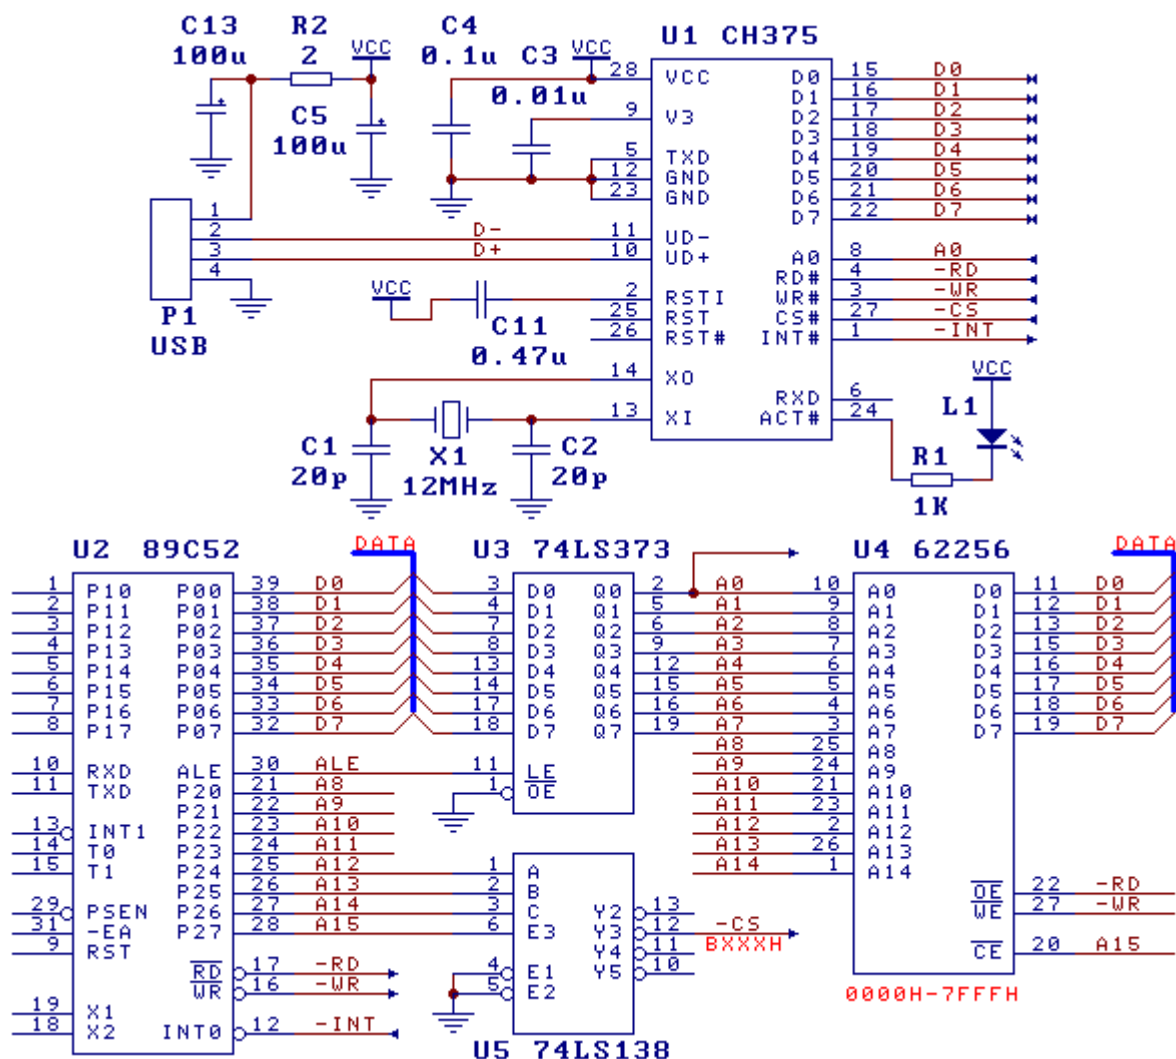 C13
100u
R2
2
VCC
C5
100u
C4
0.1u
C3
0.01u
VCC
U1 CH375
28 VCC
9 V3
5 TXD
12 GND
23 GND
11 UD-
10 UD+
2 RSTI
25 RST
26 RST#
14 XO
13 XI
D0 15 D0
D1 16 D1
D2 17 D2
D3 18 D3
D4 19 D4
D5 20 D5
D6 21 D6
D7 22 D7
A0 8 A0
RD# 4 -RD
WR# 3 -WR
CS# 27 -CS
INT# 1 -INT
RXD 6
ACT# 24
1
2
3
4
P1
USB
D-
D+
VCC
C11
0.47u
C1
20p
X1
12MHz
C2
20p
VCC
L1
R1
1K
U2 89C52
1 P10
2 P11
3 P12
4 P13
5 P14
6 P15
7 P16
8 P17
10 RXD
11 TXD
13 INT1
14 T0
15 T1
29 PSEN
31 -EA
9 RST
19 X1
18 X2
P00 39 D0
P01 38 D1
P02 37 D2
P03 36 D3
P04 35 D4
P05 34 D5
P06 33 D6
P07 32 D7
ALE 30 ALE
P20 21 A8
P21 22 A9
P22 23 A10
P23 24 A11
P24 25 A12
P25 26 A13
P26 27 A14
P27 28 A15
RD 17 -RD
WR 16 -WR
INT0 12 -INT
DATA
U3 74LS373
3 D0
4 D1
7 D2
8 D3
13 D4
14 D5
17 D6
18 D7
11 LE
1 OE
Q0 2 A0
Q1 5 A1
Q2 6 A2
Q3 9 A3
Q4 12 A4
Q5 15 A5
Q6 16 A6
Q7 19 A7
1 A
2 B
3 C
6 E3
4 E1
5 E2
Y2 13
Y3 12 -CS
Y4 11
Y5 10
BXXXH
U5 74LS138
U4 62256
10 A0
9 A1
8 A2
7 A3
6 A4
5 A5
4 A6
3 A7
A8 25 A8
A9 24 A9
A10 21 A10
A11 23 A11
A12 2 A12
A13 26 A13
A14 1 A14
D0 11 D0
D1 12 D1
D2 13 D2
D3 15 D3
D4 16 D4
D5 17 D5
D6 18 D6
D7 19 D7
OE 22 -RD
WE 27 -WR
CE 20 A15
DATA
0000H-7FFFH